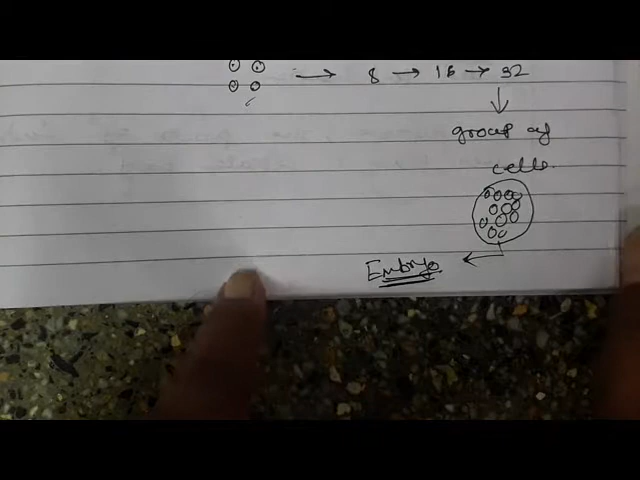 → 8 → 16 → 32
group of
cells
Embryo